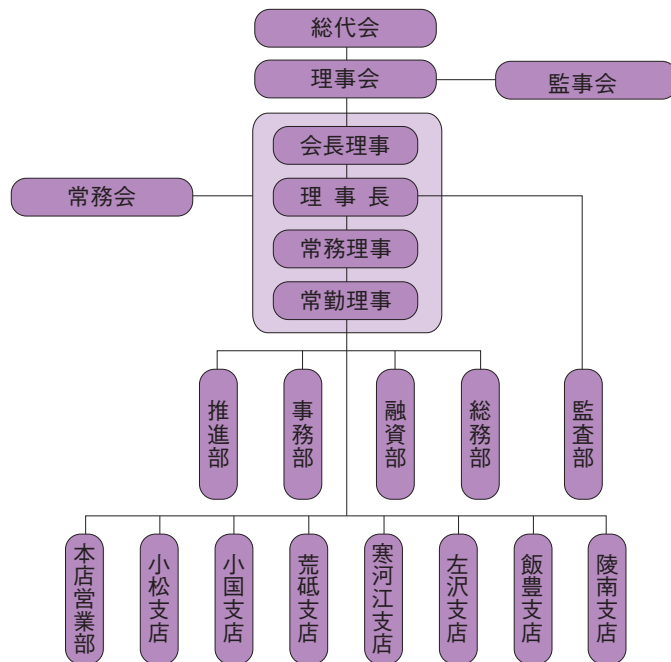 総代会
理事会
監事会
会長理事
常務会
理事長
常務理事
常勤理事
推進部
事務部
融資部
総務部
監査部
本店営業部
小松支店
小国支店
荒砥支店
寒河江支店
左沢支店
飯豊支店
陵南支店